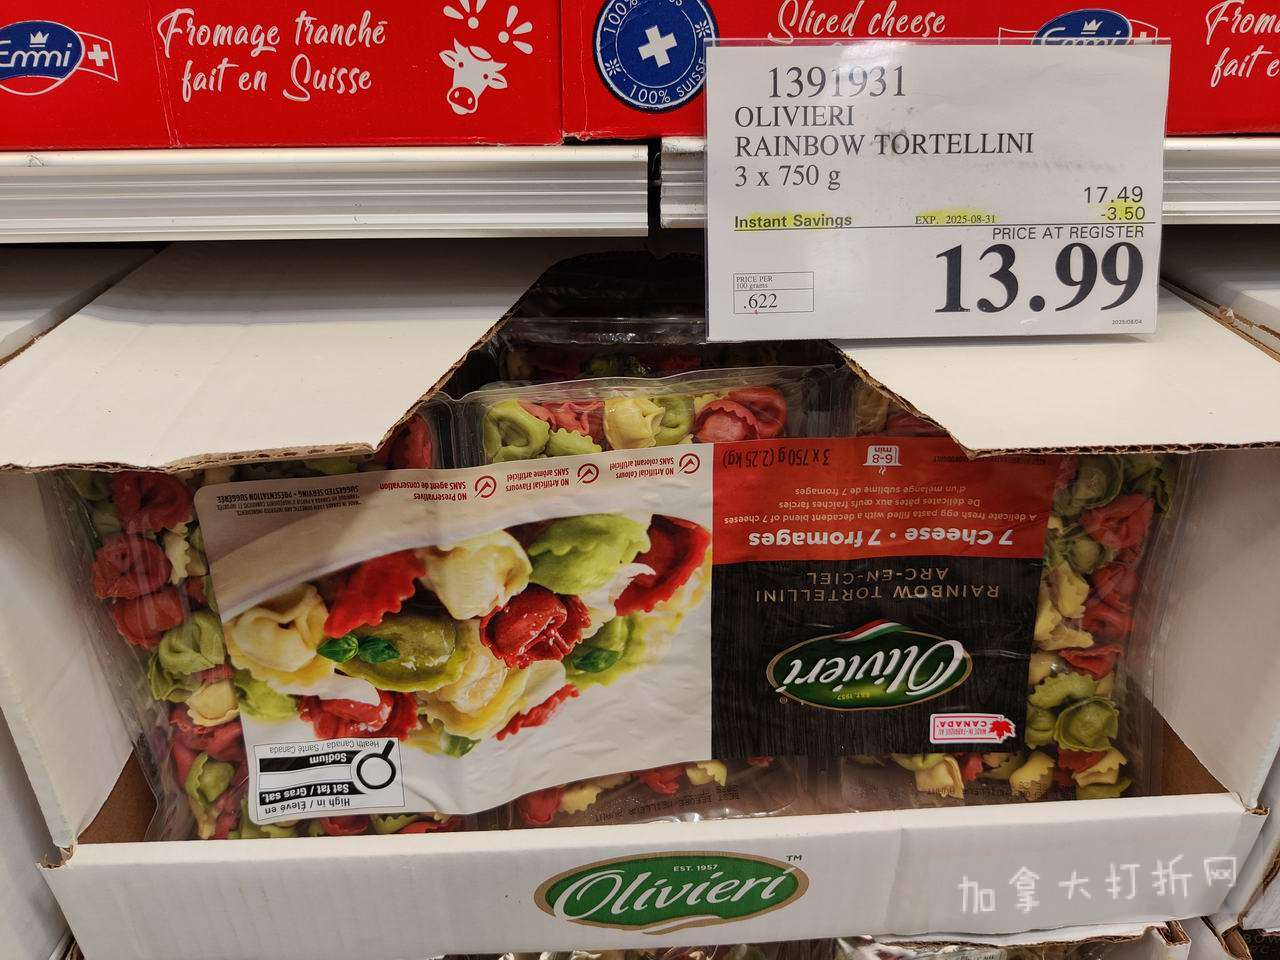 Emmi
Fromage tranché
fait en Suisse
100% SUISSE
Sliced cheese
Emmi
1391931
OLIVIERI
RAINBOW TORTELLINI
3 x 750 g
17.49
Instant Savings
EXP. 2025-08-31
-3.50
PRICE AT REGISTER
13.99
PRICE PER
100 grams
.622
2025/08/04
3 x 750 g (2.25 kg)
6-8
min
NO Artificial Colours
SANS colorant artificiel
NO Artificial Flavours
SANS arôme artificiel
NO Preservatives
SANS agent de conservation
SUGGESTED SERVING • PRÉSENTATION SUGGÉRÉE
A delicate fresh egg pasta filled with a decadent blend of 7 cheeses
De délicates pâtes aux œufs fraîches farcies
d'un mélange sublime de 7 fromages
7 Cheese • 7 fromages
RAINBOW TORTELLINI
ARC-EN-CIEL
Olivieri
EST. 1957
CANADA
High in / Élevé en
Sat fat / Gras sat.
Sodium
Health Canada / Santé Canada
EST. 1957
Olivieri™
加拿大打折网